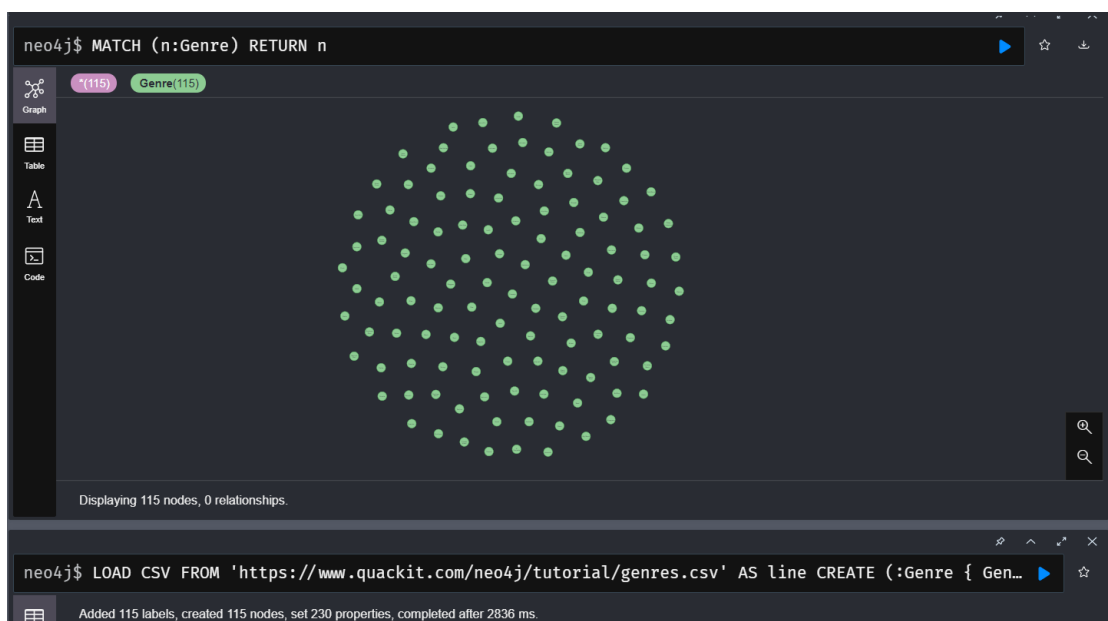 neo4j$ MATCH (n:Genre) RETURN n
*(115) Genre(115)
Graph
Table
A
Text
Code
Displaying 115 nodes, 0 relationships.
neo4j$ LOAD CSV FROM 'https://www.quackit.com/neo4j/tutorial/genres.csv' AS line CREATE (:Genre { Gen…
Added 115 labels, created 115 nodes, set 230 properties, completed after 2836 ms.